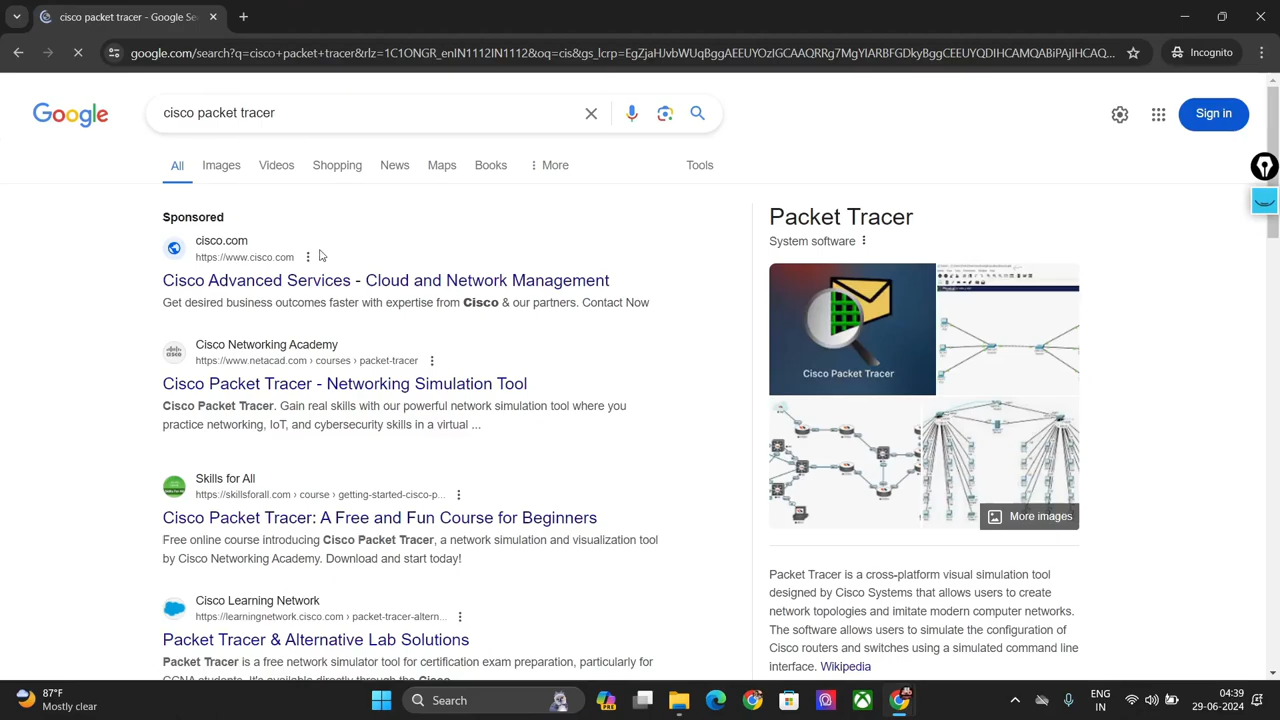 cisco packet tracer - Google Se
google.com/search?q=cisco+packet+tracer&rlz=1C1ONGR_enIN1112IN1112&oq=cis&gs_lcrp=EgZjaHJvbWUqBggAEEUYOzIGCAAQRRg7MgYIARBFGDkyBggCEEUYQDIHCAMQABiPAjIHCAQ...
Incognito
Google
cisco packet tracer
Sign in
All
Images
Videos
Shopping
News
Maps
Books
More
Tools
Sponsored
cisco.com
https://www.cisco.com
Cisco Advanced Services - Cloud and Network Management
Get desired business outcomes faster with expertise from Cisco & our partners. Contact Now
Cisco Networking Academy
https://www.netacad.com › courses › packet-tracer
Cisco Packet Tracer - Networking Simulation Tool
Cisco Packet Tracer. Gain real skills with our powerful network simulation tool where you
practice networking, IoT, and cybersecurity skills in a virtual ...
Skills for All
https://skillsforall.com › course › getting-started-cisco-p...
Cisco Packet Tracer: A Free and Fun Course for Beginners
Free online course introducing Cisco Packet Tracer, a network simulation and visualization tool
by Cisco Networking Academy. Download and start today!
Cisco Learning Network
https://learningnetwork.cisco.com › packet-tracer-altern...
Packet Tracer & Alternative Lab Solutions
Packet Tracer is a free network simulator tool for certification exam preparation, particularly for
CCNA students. It's available directly through the Cisco
Packet Tracer
System software
Cisco Packet Tracer
More images
Packet Tracer is a cross-platform visual simulation tool
designed by Cisco Systems that allows users to create
network topologies and imitate modern computer networks.
The software allows users to simulate the configuration of
Cisco routers and switches using a simulated command line
interface. Wikipedia
87°F
Mostly clear
Search
PRE
ENG
IN
04:39
29-06-2024